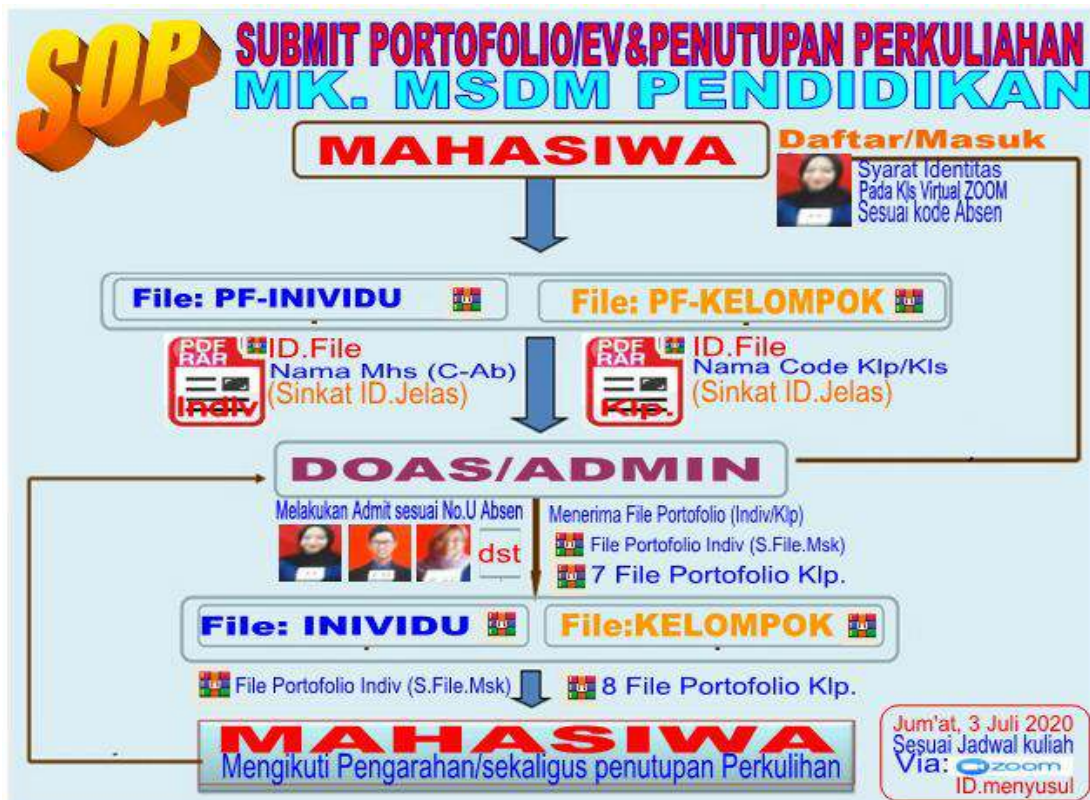 SOP
SUBMIT PORTOFOLIO/EV&PENUTUPAN PERKULIAHAN
MK. MSDM PENDIDIKAN
MAHASIWA
Daftar/Masuk
Syarat Identitas
Pada Kls Virtual ZOOM
Sesuai kode Absen
File: PF-INIVIDU
File: PF-KELOMPOK
PDF
RAR
Indiv
ID.File
Nama Mhs (C-Ab)
(Sinkat ID.Jelas)
PDF
RAR
Klp.
ID.File
Nama Code Klp/Kls
(Sinkat ID.Jelas)
DOAS/ADMIN
Melakukan Admit sesuai No.U Absen
dst
Menerima File Portofolio (Indiv/Klp)
File Portofolio Indiv (S.File.Msk)
7 File Portofolio Klp.
File: INIVIDU
File:KELOMPOK
File Portofolio Indiv (S.File.Msk)
8 File Portofolio Klp.
MAHASIWA
Mengikuti Pengarahan/sekaligus penutupan Perkulihan
Jum'at, 3 Juli 2020
Sesuai Jadwal kuliah
Via: zoom
ID.menyusul